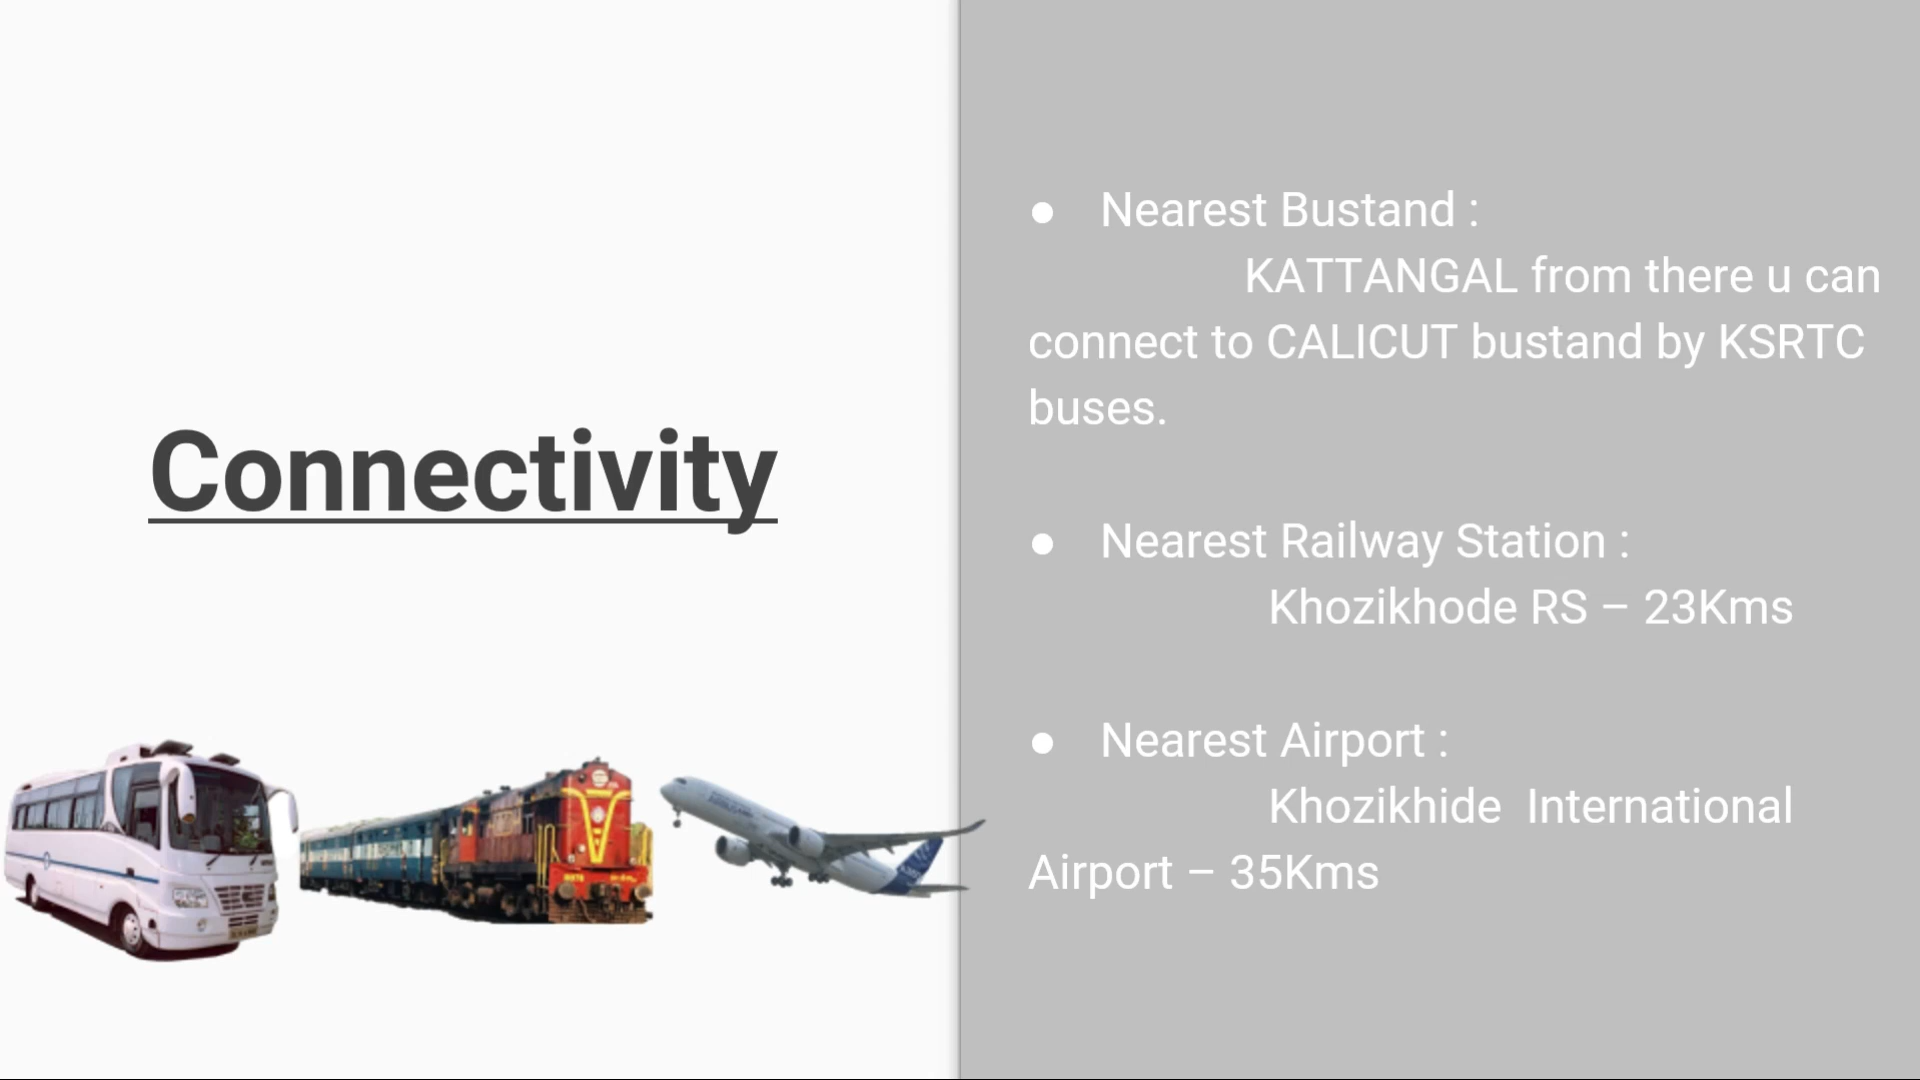 Connectivity
● Nearest Bustand :
KATTANGAL from there u can
connect to CALICUT bustand by KSRTC
buses.
● Nearest Railway Station :
Khozikhode RS – 23Kms
● Nearest Airport :
Khozikhide  International
Airport – 35Kms